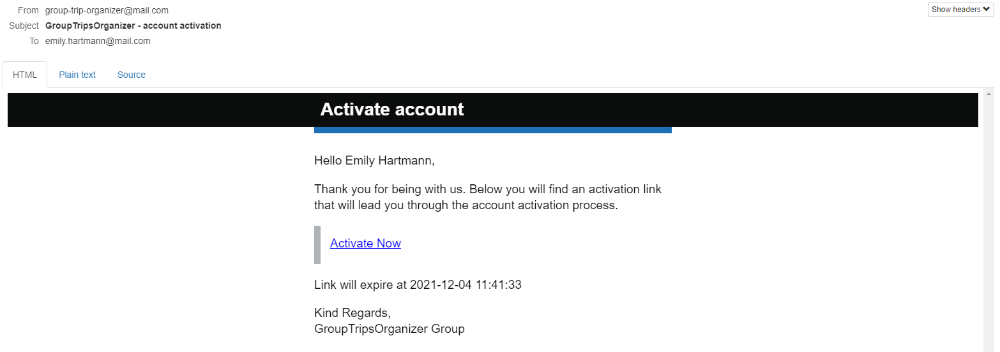 From group-trip-organizer@mail.com
Show headers
Subject GroupTripsOrganizer - account activation
To emily.hartmann@mail.com
HTML Plain text Source
Activate account
Hello Emily Hartmann,
Thank you for being with us. Below you will find an activation link
that will lead you through the account activation process.
Activate Now
Link will expire at 2021-12-04 11:41:33
Kind Regards,
GroupTripsOrganizer Group